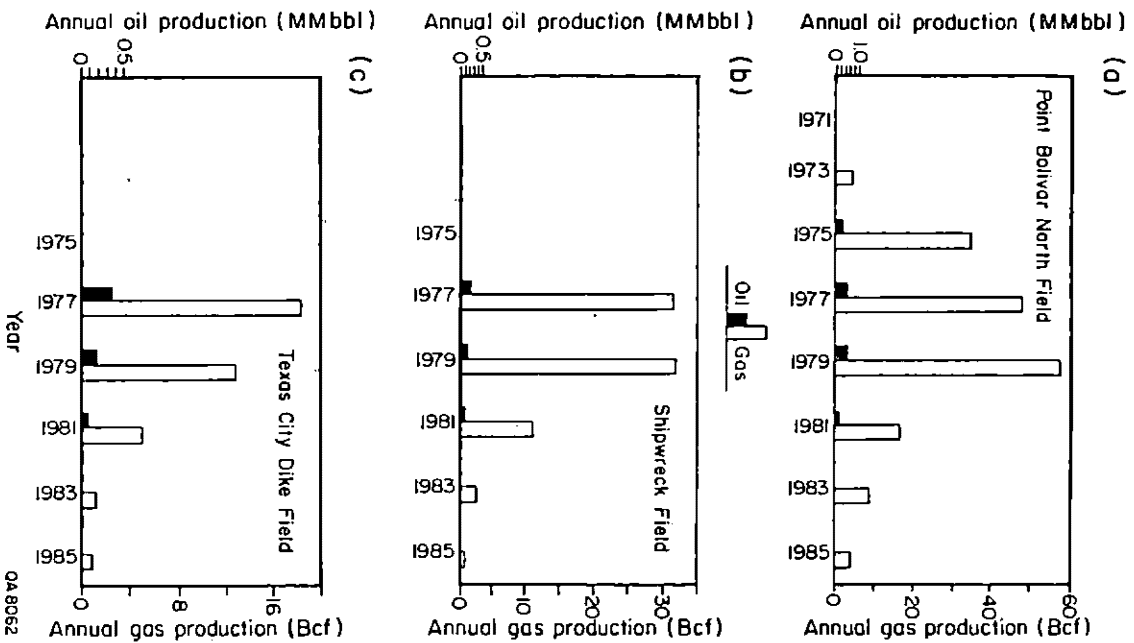 (a)
Point Bolivar North Field
Annual oil production (MMbbl)
1.0
0
Annual gas production (Bcf)
60
40
20
0
1971
1973
1975
1977
1979
1981
1983
1985
Oil
Gas
(b)
Shipwreck Field
Annual oil production (MMbbl)
0.5
0
Annual gas production (Bcf)
30
20
10
0
1975
1977
1979
1981
1983
1985
(c)
Texas City Dike Field
Annual oil production (MMbbl)
0.5
0
Annual gas production (Bcf)
16
8
0
1975
1977
1979
1981
1983
1985
Year
QA8062